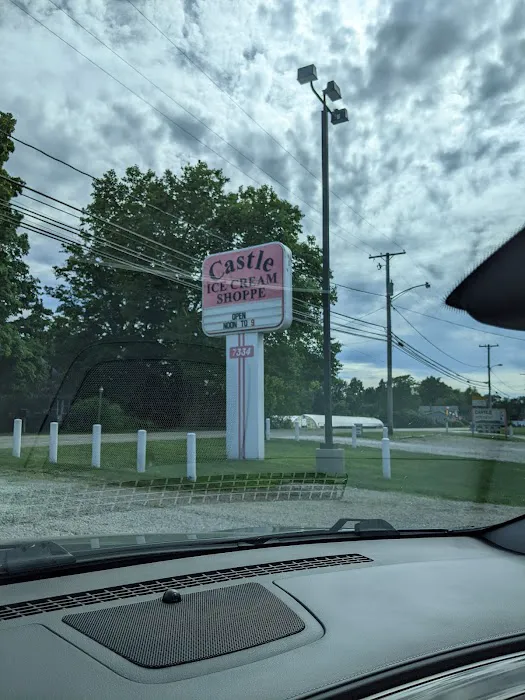 Castle
ICE CREAM
SHOPPE
OPEN
NOON TO 9
7334